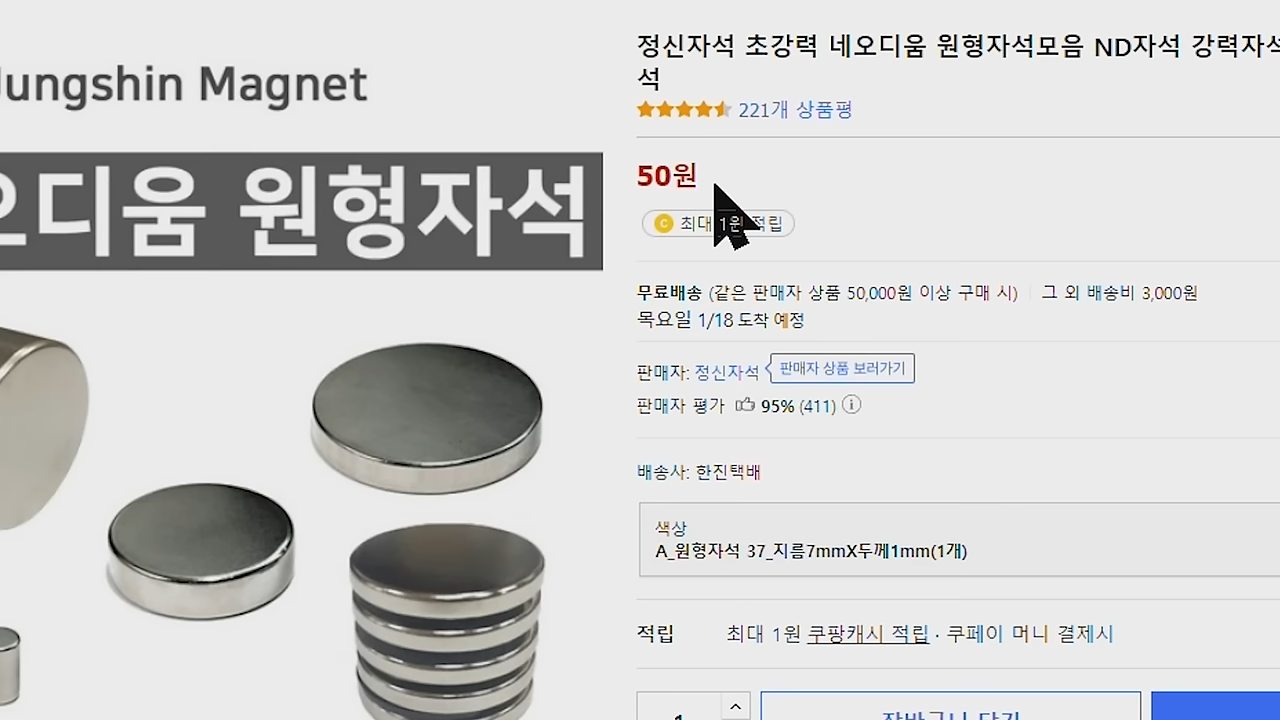 Jungshin Magnet
오디움 원형자석
정신자석 초강력 네오디움 원형자석모음 ND자석 강력자석
석
221개 상품평
50원
최대 1원 적립
무료배송 (같은 판매자 상품 50,000원 이상 구매 시) 그 외 배송비 3,000원
목요일 1/18 도착 예정
판매자: 정신자석 판매자 상품 보러가기
판매자 평가 95% (411)
배송사: 한진택배
색상
A_원형자석 37_지름7mmX두께1mm(1개)
적립 최대 1원 쿠팡캐시 적립 · 쿠페이 머니 결제시
1 장바구니 담기